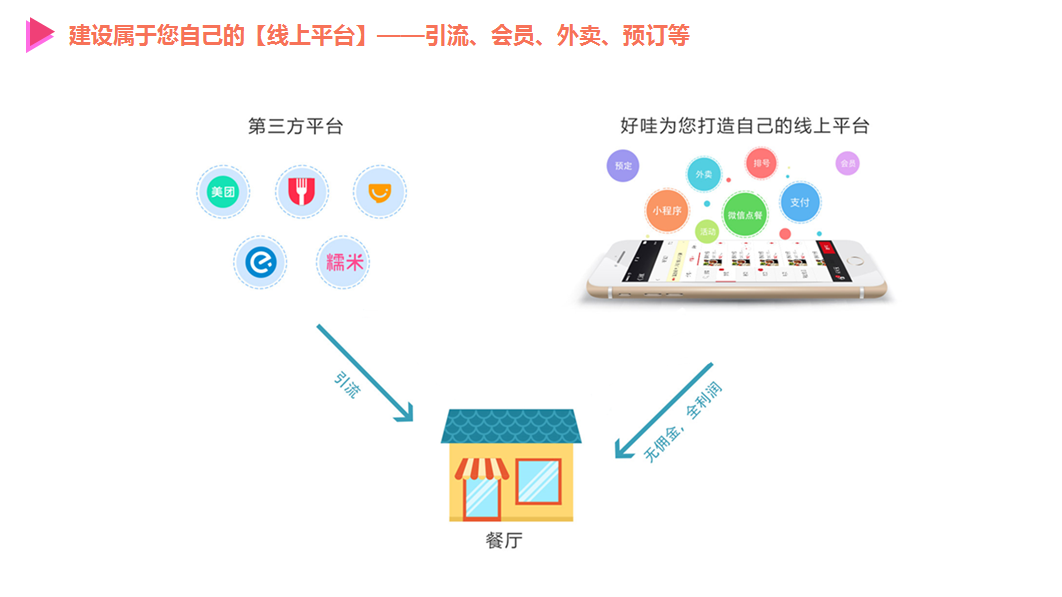 建设属于您自己的【线上平台】——引流、会员、外卖、预订等
第三方平台
好哇为您打造自己的线上平台
美团
糯米
预定
外卖
排号
会员
小程序
微信点餐
支付
活动
引流
无佣金，全利润
餐厅